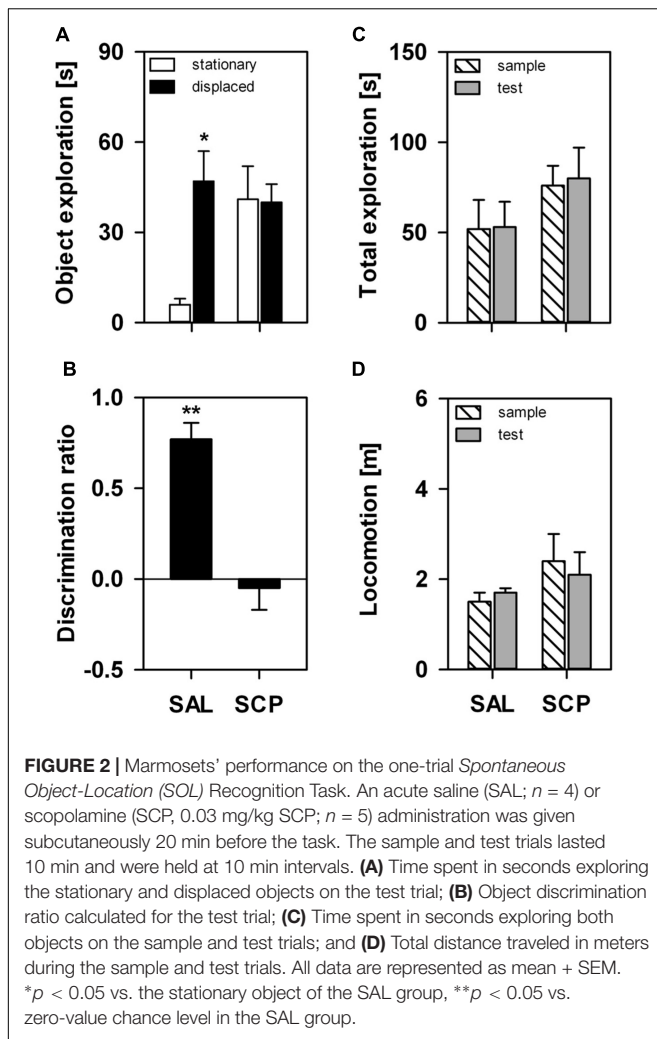 A
90
60
30
0
Object exploration [s]
stationary
displaced
*
C
150
100
50
0
Total exploration [s]
sample
test
B
1.0
0.5
0.0
-0.5
Discrimination ratio
**
SAL SCP
D
6
4
2
0
Locomotion [m]
sample
test
SAL SCP
FIGURE 2 | Marmosets' performance on the one-trial Spontaneous
Object-Location (SOL) Recognition Task. An acute saline (SAL; n = 4) or
scopolamine (SCP, 0.03 mg/kg SCP; n = 5) administration was given
subcutaneously 20 min before the task. The sample and test trials lasted
10 min and were held at 10 min intervals. (A) Time spent in seconds exploring
the stationary and displaced objects on the test trial; (B) Object discrimination
ratio calculated for the test trial; (C) Time spent in seconds exploring both
objects on the sample and test trials; and (D) Total distance traveled in meters
during the sample and test trials. All data are represented as mean + SEM.
*p < 0.05 vs. the stationary object of the SAL group, **p < 0.05 vs.
zero-value chance level in the SAL group.